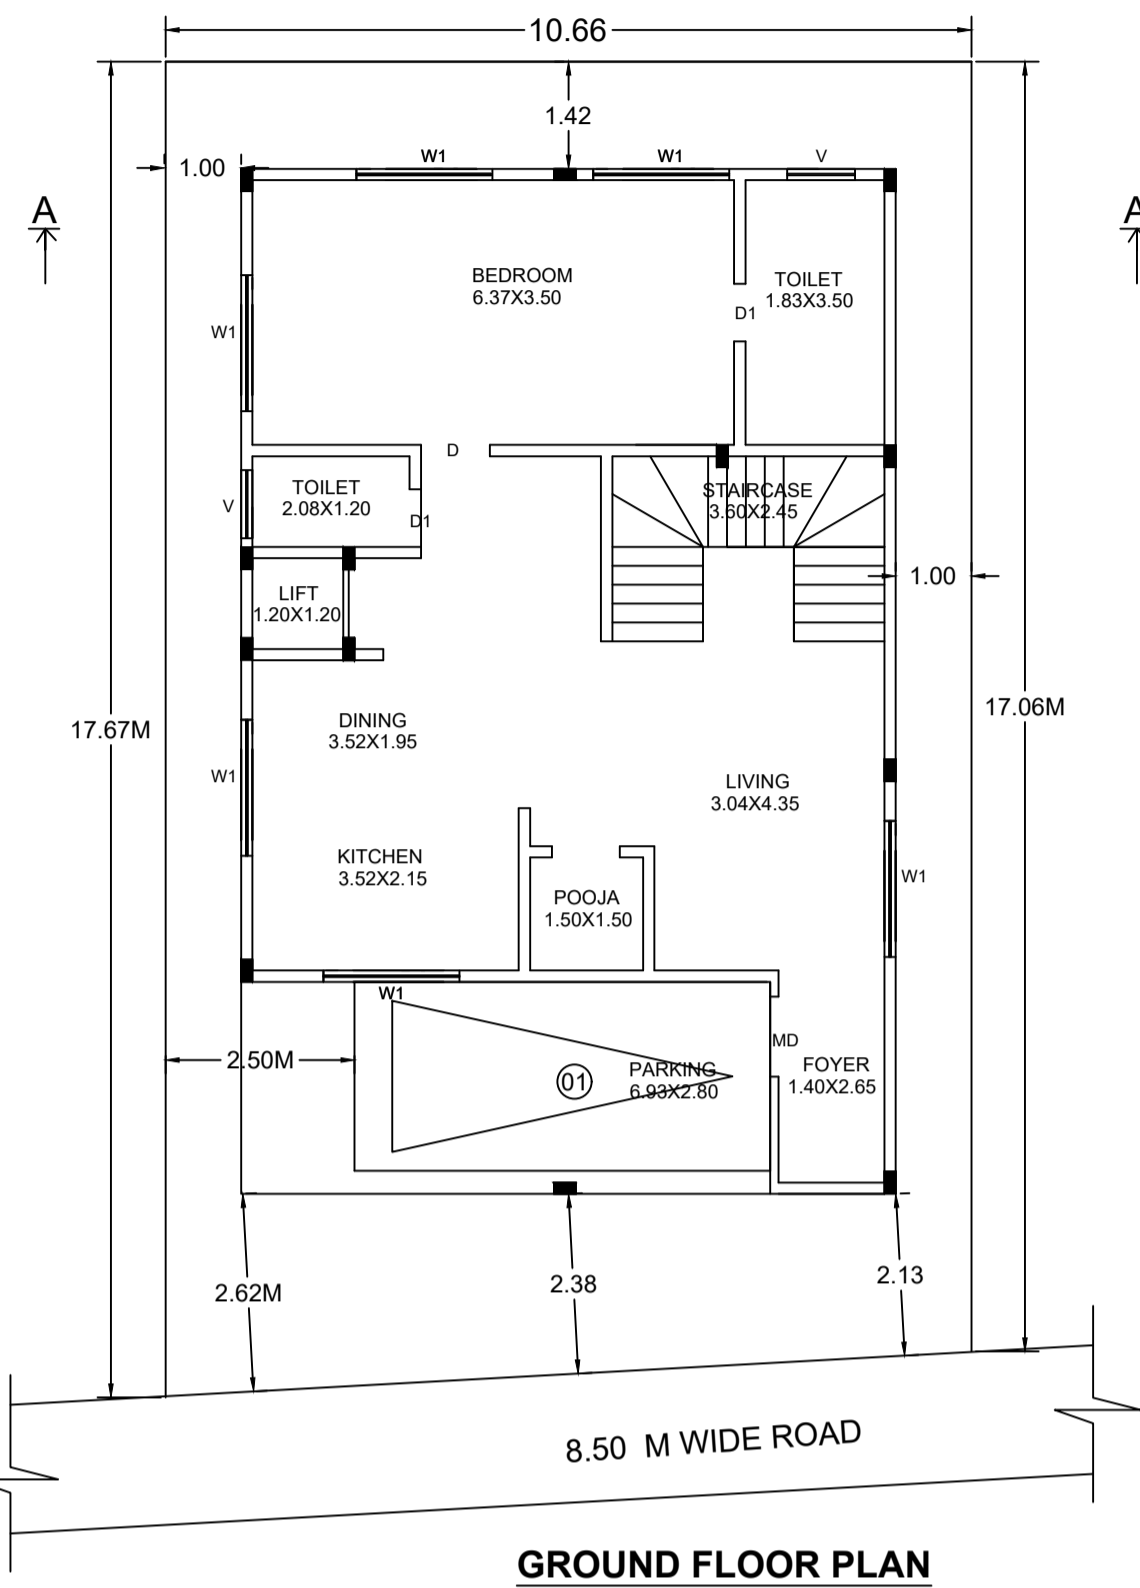 10.66
1.42
1.00
W1
W1
V
A
A
BEDROOM
6.37X3.50
TOILET
1.83X3.50
D1
W1
D
TOILET
2.08X1.20
V
D1
STAIRCASE
3.60X2.45
LIFT
1.20X1.20
1.00
17.67M
17.06M
DINING
3.52X1.95
W1
LIVING
3.04X4.35
KITCHEN
3.52X2.15
W1
POOJA
1.50X1.50
W1
MD
2.50M
01
PARKING
6.93X2.80
FOYER
1.40X2.65
2.62M
2.38
2.13
8.50 M WIDE ROAD
GROUND FLOOR PLAN